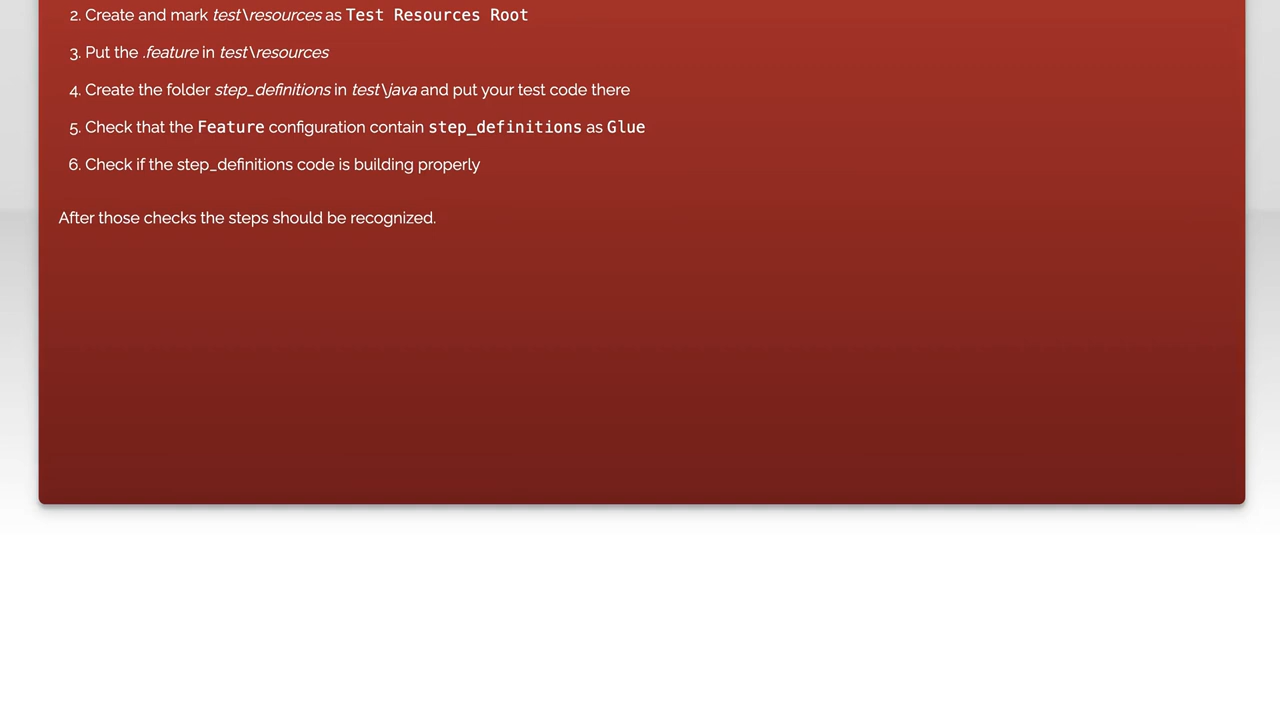 2. Create and mark test\resources as Test Resources Root
3. Put the .feature in test\resources
4. Create the folder step_definitions in test\java and put your test code there
5. Check that the Feature configuration contain step_definitions as Glue
6. Check if the step_definitions code is building properly
After those checks the steps should be recognized.